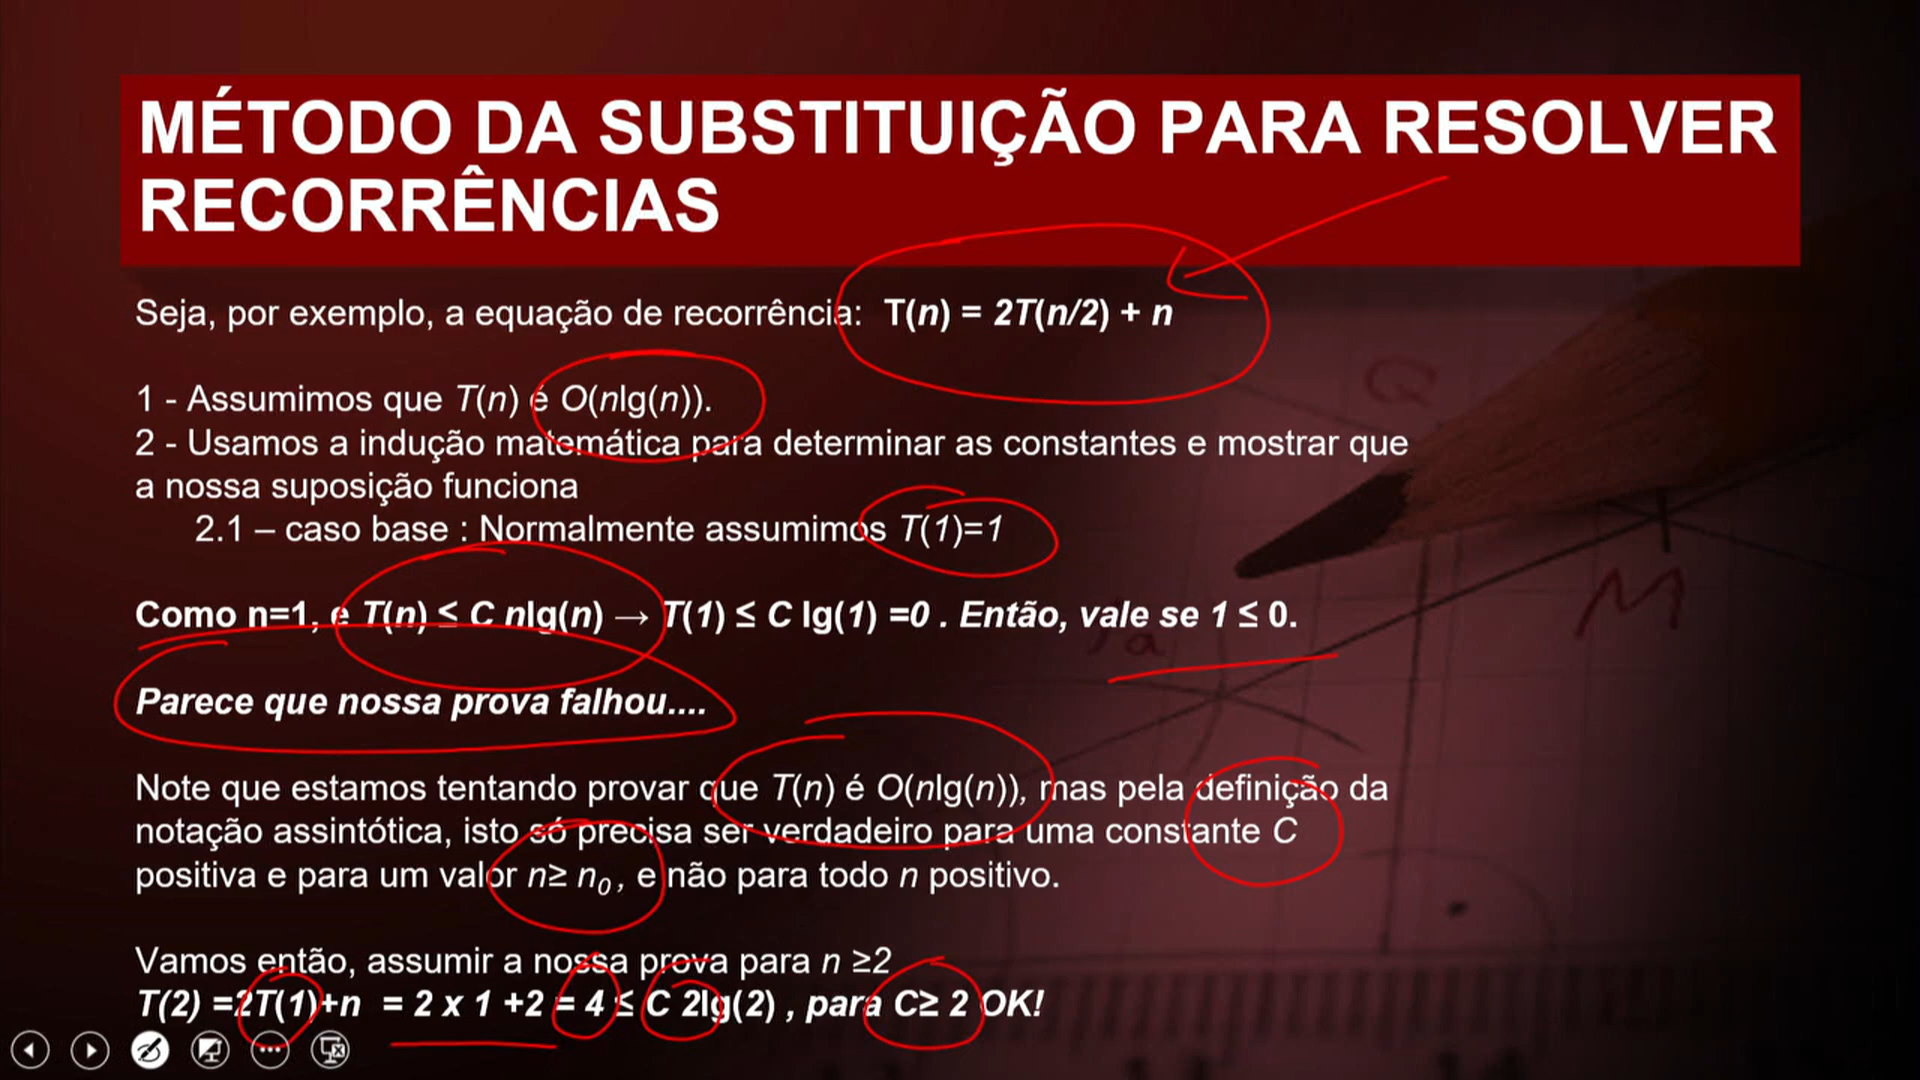 MÉTODO DA SUBSTITUIÇÃO PARA RESOLVER
RECORRÊNCIAS
Seja, por exemplo, a equação de recorrência: T(n) = 2T(n/2) + n
1 - Assumimos que T(n) é O(nlg(n)).
2 - Usamos a indução matemática para determinar as constantes e mostrar que
a nossa suposição funciona
2.1 – caso base : Normalmente assumimos T(1)=1
Como n=1, e T(n) ≤ C nlg(n) → T(1) ≤ C lg(1) =0 . Então, vale se 1 ≤ 0.
Parece que nossa prova falhou....
Note que estamos tentando provar que T(n) é O(nlg(n)), mas pela definição da
notação assintótica, isto só precisa ser verdadeiro para uma constante C
positiva e para um valor n≥ n₀ , e não para todo n positivo.
Vamos então, assumir a nossa prova para n ≥2
T(2) =2T(1)+n = 2 x 1 +2 = 4 ≤ C 2lg(2) , para C≥ 2 OK!
Q
M